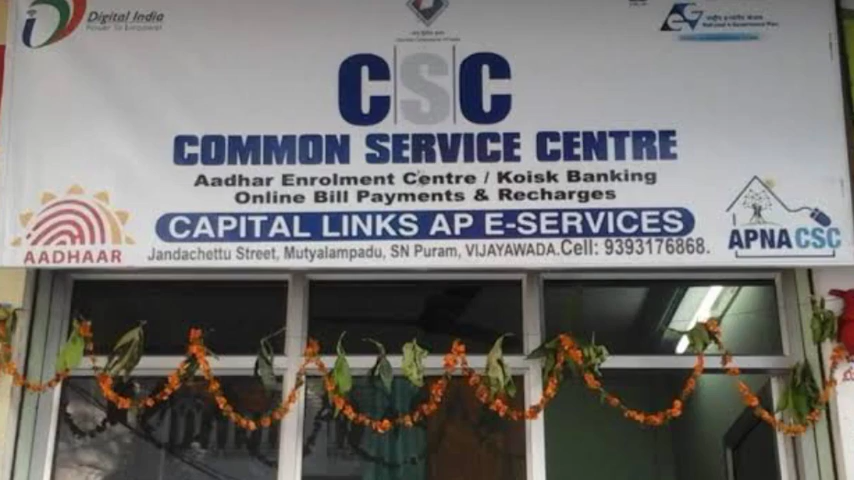 Digital India
Power To Empower
CSC
COMMON SERVICE CENTRE
Aadhar Enrolment Centre / Koisk Banking
Online Bill Payments & Recharges
CAPITAL LINKS AP E-SERVICES
Jandachettu Street, Mutyalampadu, SN Puram, VIJAYAWADA.Cell: 9393176868.
AADHAAR
APNA CSC